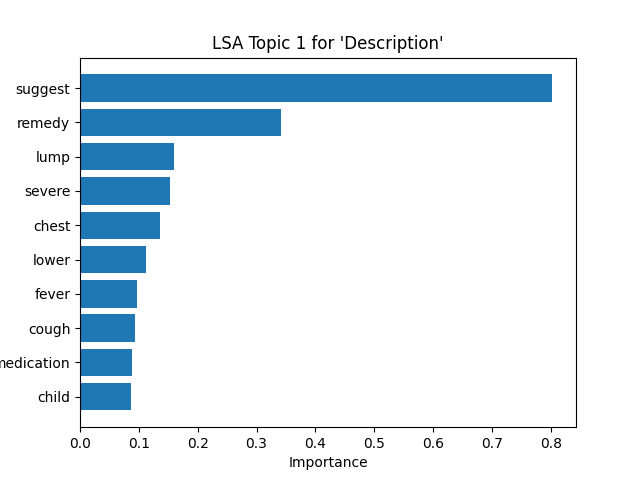 LSA Topic 1 for 'Description'
suggest
remedy
lump
severe
chest
lower
fever
cough
medication
child
0.0 0.1 0.2 0.3 0.4 0.5 0.6 0.7 0.8
Importance